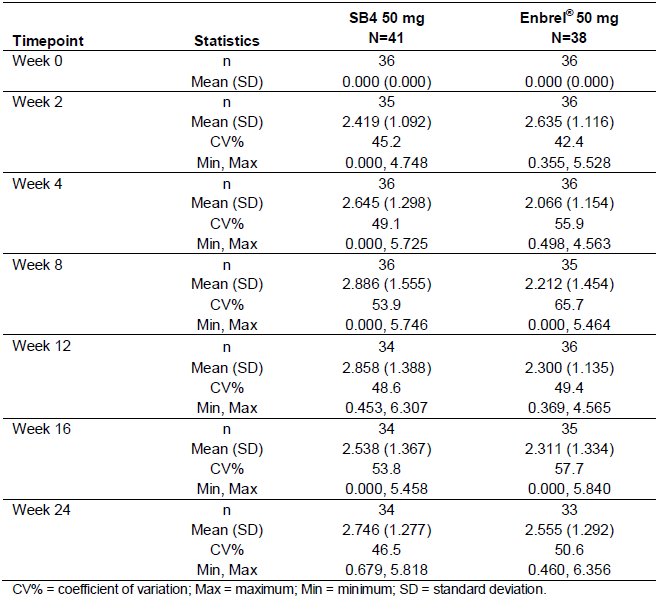 SB4 50 mg Enbrel® 50 mg
Timepoint Statistics N=41 N=38
Week 0 n 36 36
Mean (SD) 0.000 (0.000) 0.000 (0.000)
Week 2 n 35 36
Mean (SD) 2.419 (1.092) 2.635 (1.116)
CV% 45.2 42.4
Min, Max 0.000, 4.748 0.355, 5.528
Week 4 n 36 36
Mean (SD) 2.645 (1.298) 2.066 (1.154)
CV% 49.1 55.9
Min, Max 0.000, 5.725 0.498, 4.563
Week 8 n 36 35
Mean (SD) 2.886 (1.555) 2.212 (1.454)
CV% 53.9 65.7
Min, Max 0.000, 5.746 0.000, 5.464
Week 12 n 34 36
Mean (SD) 2.858 (1.388) 2.300 (1.135)
CV% 48.6 49.4
Min, Max 0.453, 6.307 0.369, 4.565
Week 16 n 34 35
Mean (SD) 2.538 (1.367) 2.311 (1.334)
CV% 53.8 57.7
Min, Max 0.000, 5.458 0.000, 5.840
Week 24 n 34 33
Mean (SD) 2.746 (1.277) 2.555 (1.292)
CV% 46.5 50.6
Min, Max 0.679, 5.818 0.460, 6.356
CV% = coefficient of variation; Max = maximum; Min = minimum; SD = standard deviation.